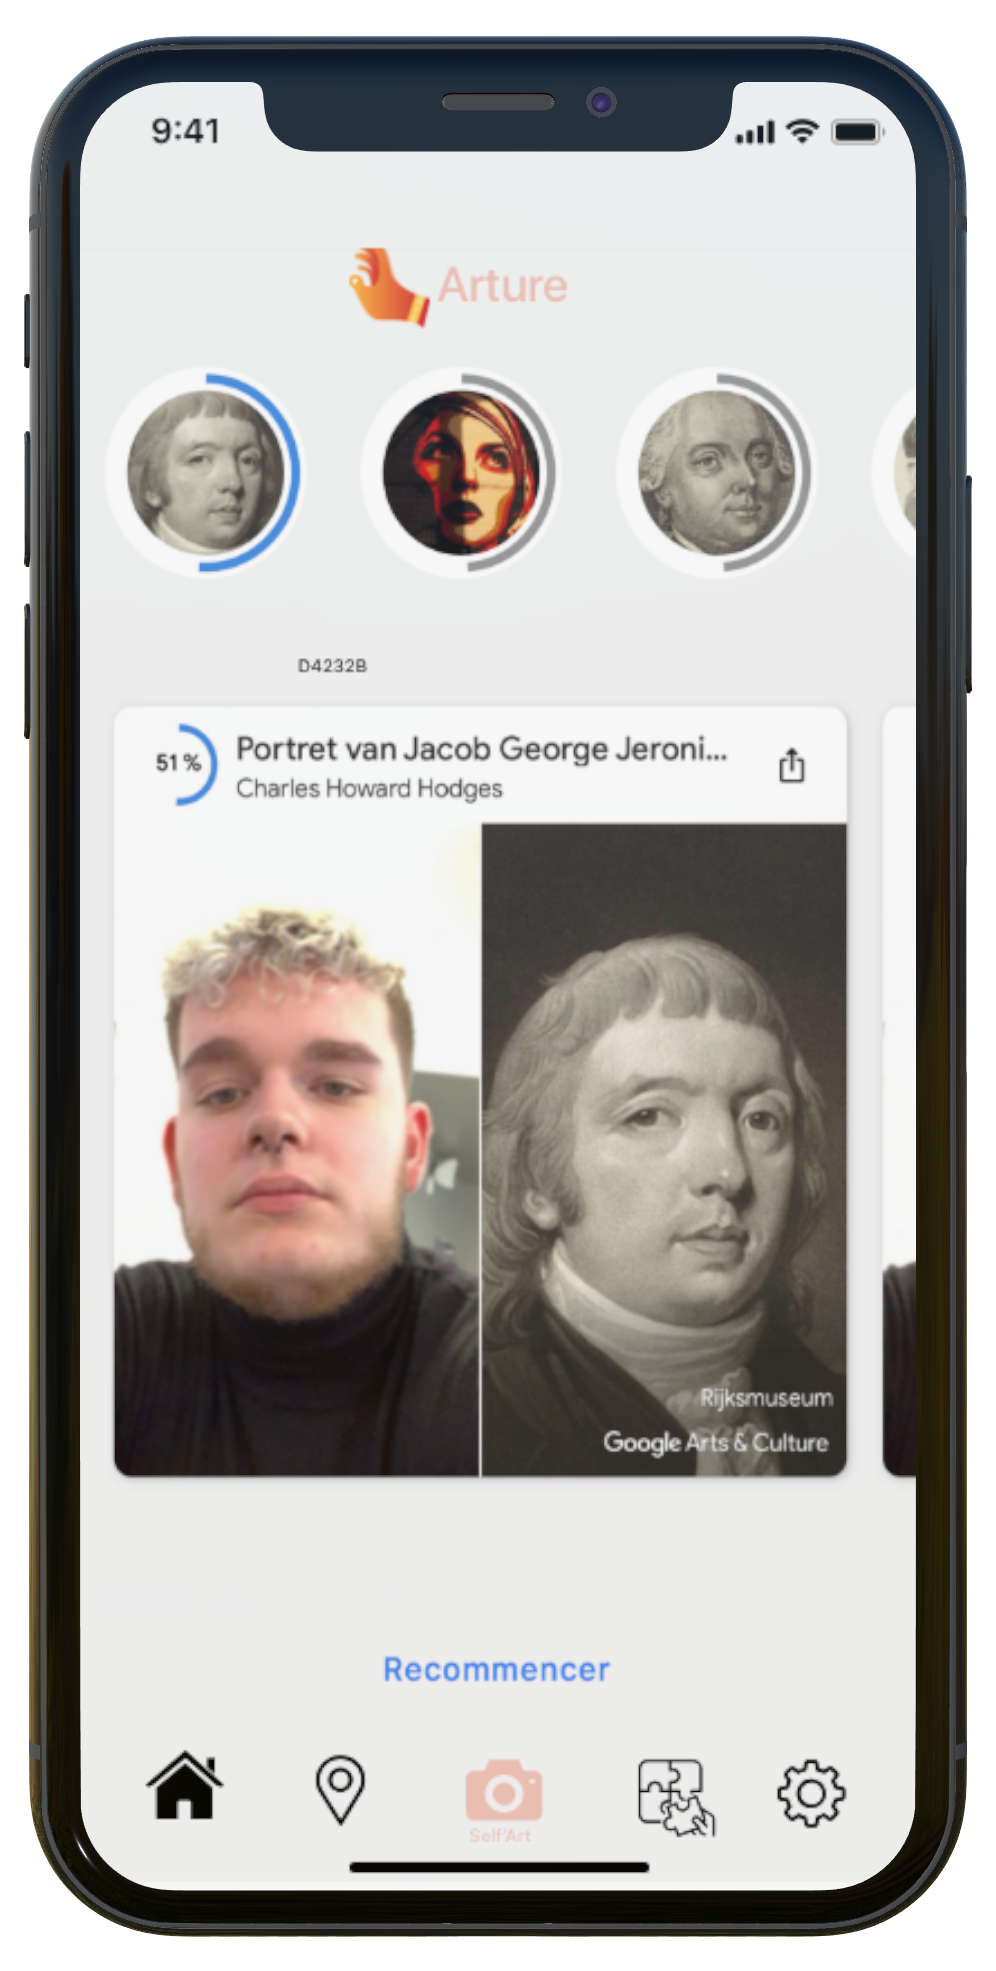 9:41
Arture
D4232B
51 %
Portret van Jacob George Jeroni...
Charles Howard Hodges
Rijksmuseum
Google Arts & Culture
Recommencer
Self'Art